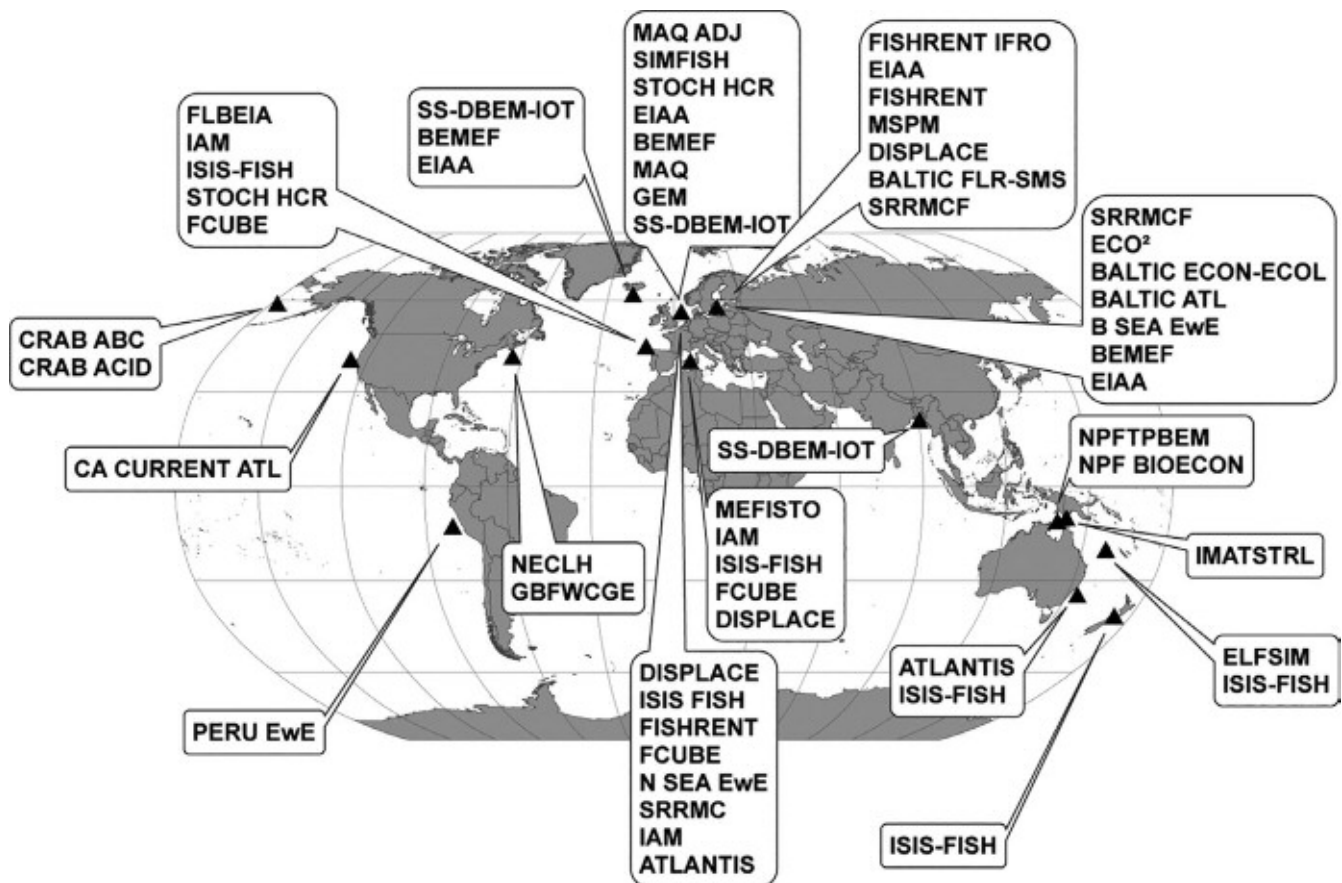 MAQ ADJ
SIMFISH
STOCH HCR
EIAA
BEMEF
MAQ
GEM
SS-DBEM-IOT
FISHRENT IFRO
EIAA
FISHRENT
MSPM
DISPLACE
BALTIC FLR-SMS
SRRMCF
FLBEIA
IAM
ISIS-FISH
STOCH HCR
FCUBE
SS-DBEM-IOT
BEMEF
EIAA
SRRMCF
ECO²
BALTIC ECON-ECOL
BALTIC ATL
B SEA EwE
BEMEF
EIAA
CRAB ABC
CRAB ACID
CA CURRENT ATL
SS-DBEM-IOT
NPFTPBEM
NPF BIOECON
NECLH
GBFWCGE
MEFISTO
IAM
ISIS-FISH
FCUBE
DISPLACE
IMATSTRL
PERU EwE
DISPLACE
ISIS FISH
FISHRENT
FCUBE
N SEA EwE
SRRMC
IAM
ATLANTIS
ATLANTIS
ISIS-FISH
ELFSIM
ISIS-FISH
ISIS-FISH